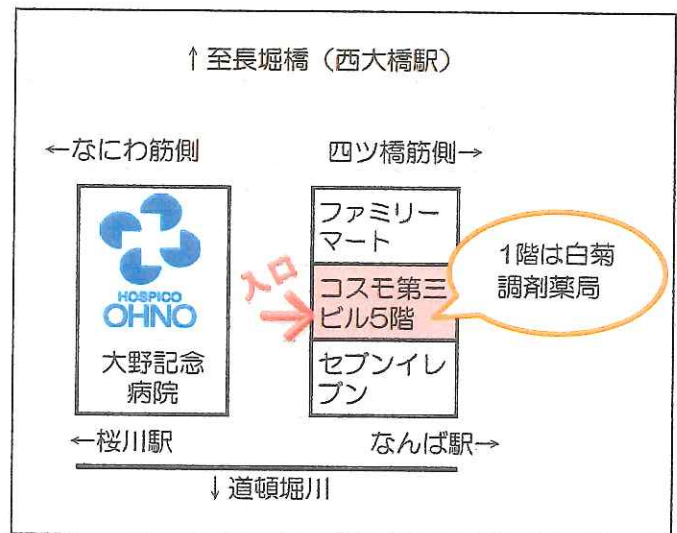 ↑至長堀橋（西大橋駅）
←なにわ筋側
四ツ橋筋側→
HOSPICO
OHNO
大野記念
病院
入口
ファミリー
マート
コスモ第三
ビル5階
セブンイレ
ブン
1階は白菊
調剤薬局
←桜川駅
なんば駅→
↓道頓堀川